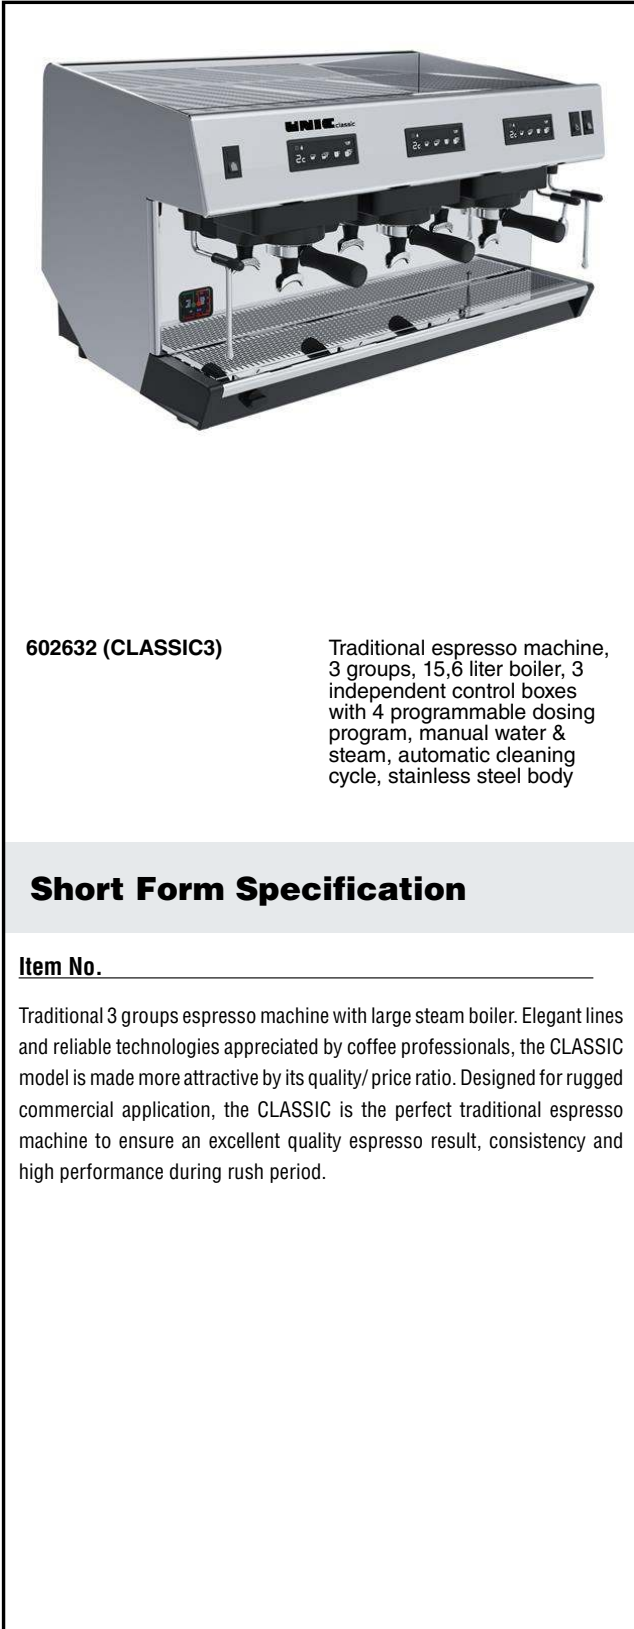 UNIC classic
2c
2c
2c
602632 (CLASSIC3)
Traditional espresso machine,
3 groups, 15,6 liter boiler, 3
independent control boxes
with 4 programmable dosing
program, manual water &
steam, automatic cleaning
cycle, stainless steel body
Short Form Specification
Item No.
Traditional 3 groups espresso machine with large steam boiler. Elegant lines
and reliable technologies appreciated by coffee professionals, the CLASSIC
model is made more attractive by its quality/ price ratio. Designed for rugged
commercial application, the CLASSIC is the perfect traditional espresso
machine to ensure an excellent quality espresso result, consistency and
high performance during rush period.